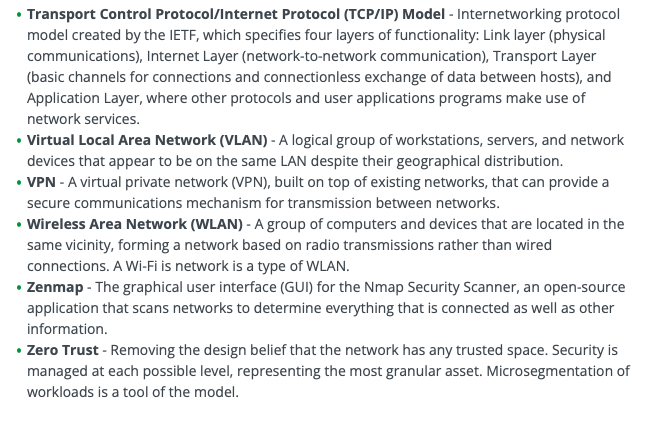 • Transport Control Protocol/Internet Protocol (TCP/IP) Model - Internetworking protocol
model created by the IETF, which specifies four layers of functionality: Link layer (physical
communications), Internet Layer (network-to-network communication), Transport Layer
(basic channels for connections and connectionless exchange of data between hosts), and
Application Layer, where other protocols and user applications programs make use of
network services.
• Virtual Local Area Network (VLAN) - A logical group of workstations, servers, and network
devices that appear to be on the same LAN despite their geographical distribution.
• VPN - A virtual private network (VPN), built on top of existing networks, that can provide a
secure communications mechanism for transmission between networks.
• Wireless Area Network (WLAN) - A group of computers and devices that are located in the
same vicinity, forming a network based on radio transmissions rather than wired
connections. A Wi-Fi is network is a type of WLAN.
• Zenmap - The graphical user interface (GUI) for the Nmap Security Scanner, an open-source
application that scans networks to determine everything that is connected as well as other
information.
• Zero Trust - Removing the design belief that the network has any trusted space. Security is
managed at each possible level, representing the most granular asset. Microsegmentation of
workloads is a tool of the model.